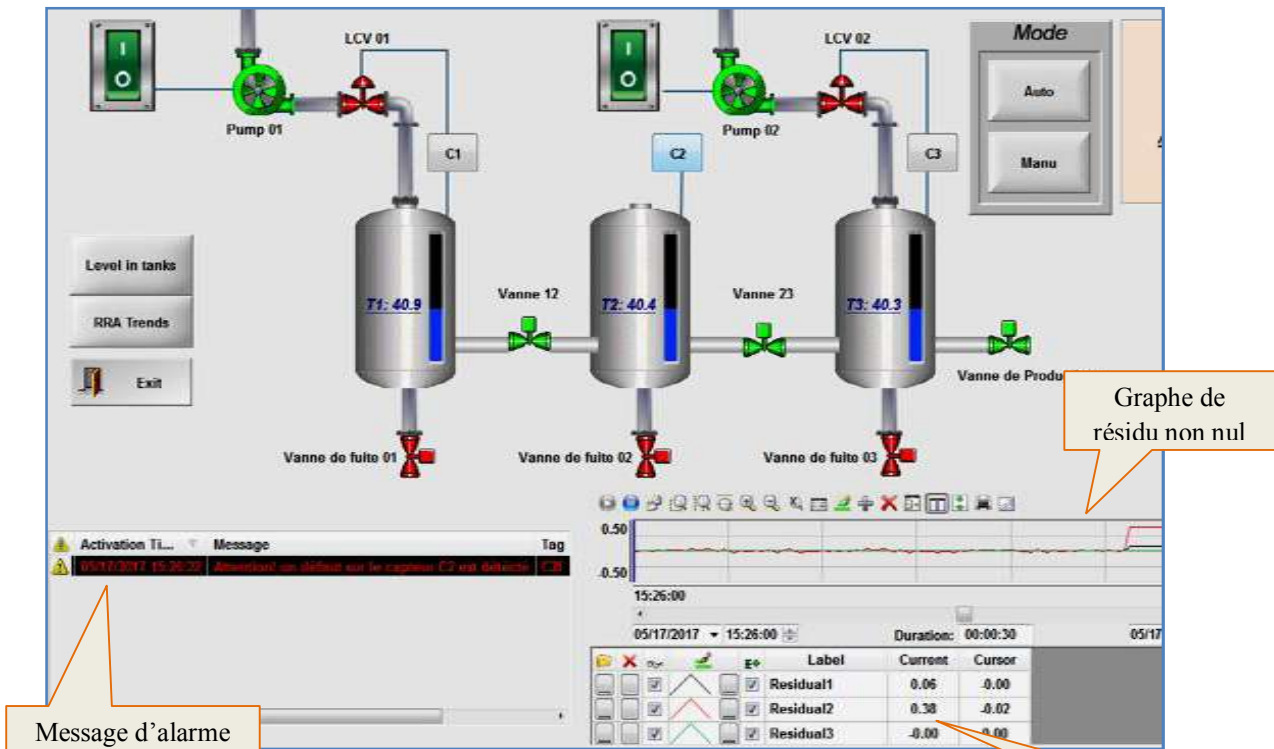 LCV 01
LCV 02
Mode
Auto
Manu
Pump 01
Pump 02
C1
C2
C3
Level in tanks
RRA Trends
Exit
T1: 40.9
Vanne 12
T2: 40.4
Vanne 23
T3: 40.3
Vanne de Produ
Graphe de
résidu non nul
Vanne de fuite 01
Vanne de fuite 02
Vanne de fuite 03
Activation Ti... Message Tag
05/17/2017 15:26:22 Attention! un défaut sur le capteur C2 est détecté
0.50
-0.50
15:26:00
05/17/2017 15:26:00 Duration: 00:00:30 05/17
Label Current Cursor
Residual1 0.06 -0.00
Residual2 0.38 -0.02
Residual3 -0.00 0.00
Message d'alarme